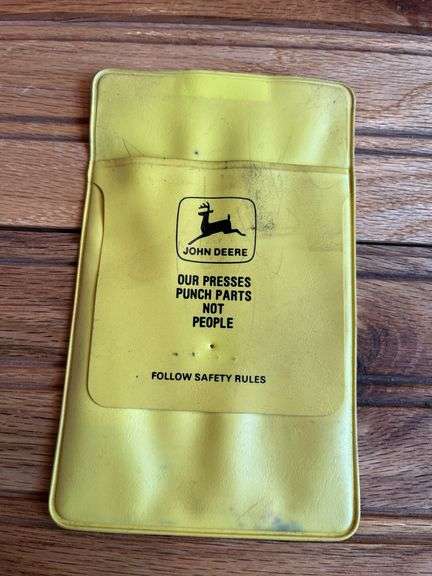 JOHN DEERE
OUR PRESSES
PUNCH PARTS
NOT
PEOPLE
FOLLOW SAFETY RULES